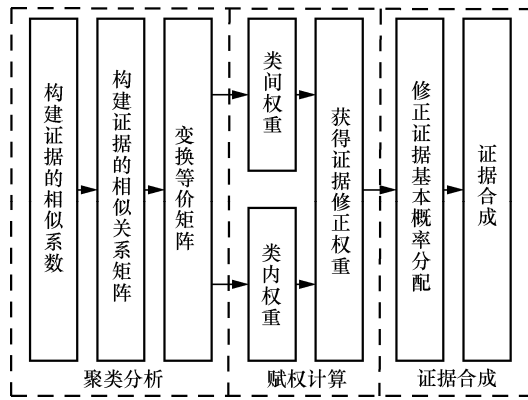 构建证据的相似系数
构建证据的相似关系矩阵
变换等价矩阵
类间权重
类内权重
获得证据修正权重
修正证据基本概率分配
证据合成
聚类分析
赋权计算
证据合成